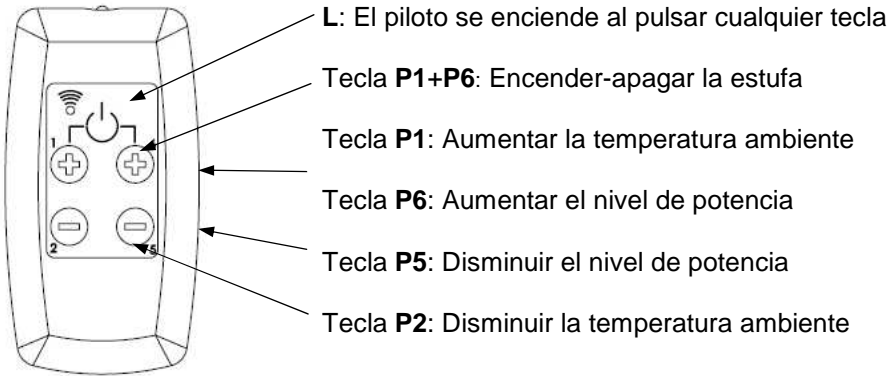 L: El piloto se enciende al pulsar cualquier tecla
Tecla P1+P6: Encender-apagar la estufa
1
Tecla P1: Aumentar la temperatura ambiente
Tecla P6: Aumentar el nivel de potencia
2
5
Tecla P5: Disminuir el nivel de potencia
Tecla P2: Disminuir la temperatura ambiente